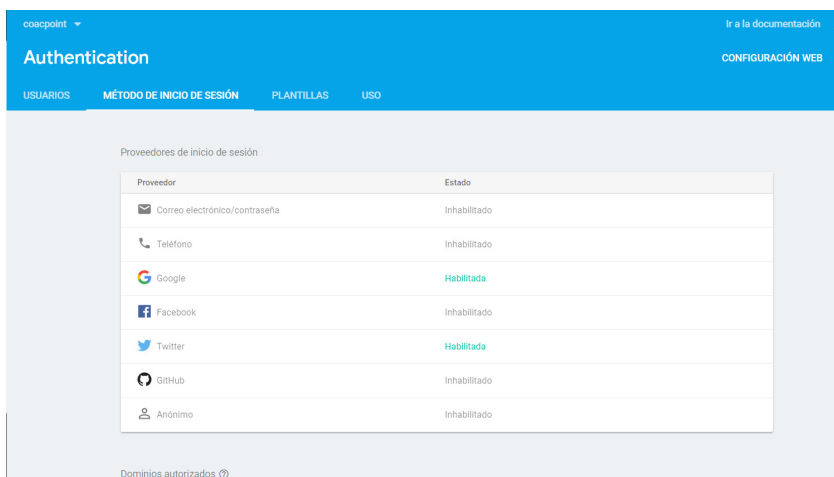 coacpoint
Ir a la documentación
Authentication
CONFIGURACIÓN WEB
USUARIOS MÉTODO DE INICIO DE SESIÓN PLANTILLAS USO
Proveedores de inicio de sesión
Proveedor Estado
Correo electrónico/contraseña Inhabilitado
Teléfono Inhabilitado
Google Habilitada
Facebook Inhabilitado
Twitter Habilitada
GitHub Inhabilitado
Anónimo Inhabilitado
Dominios autorizados